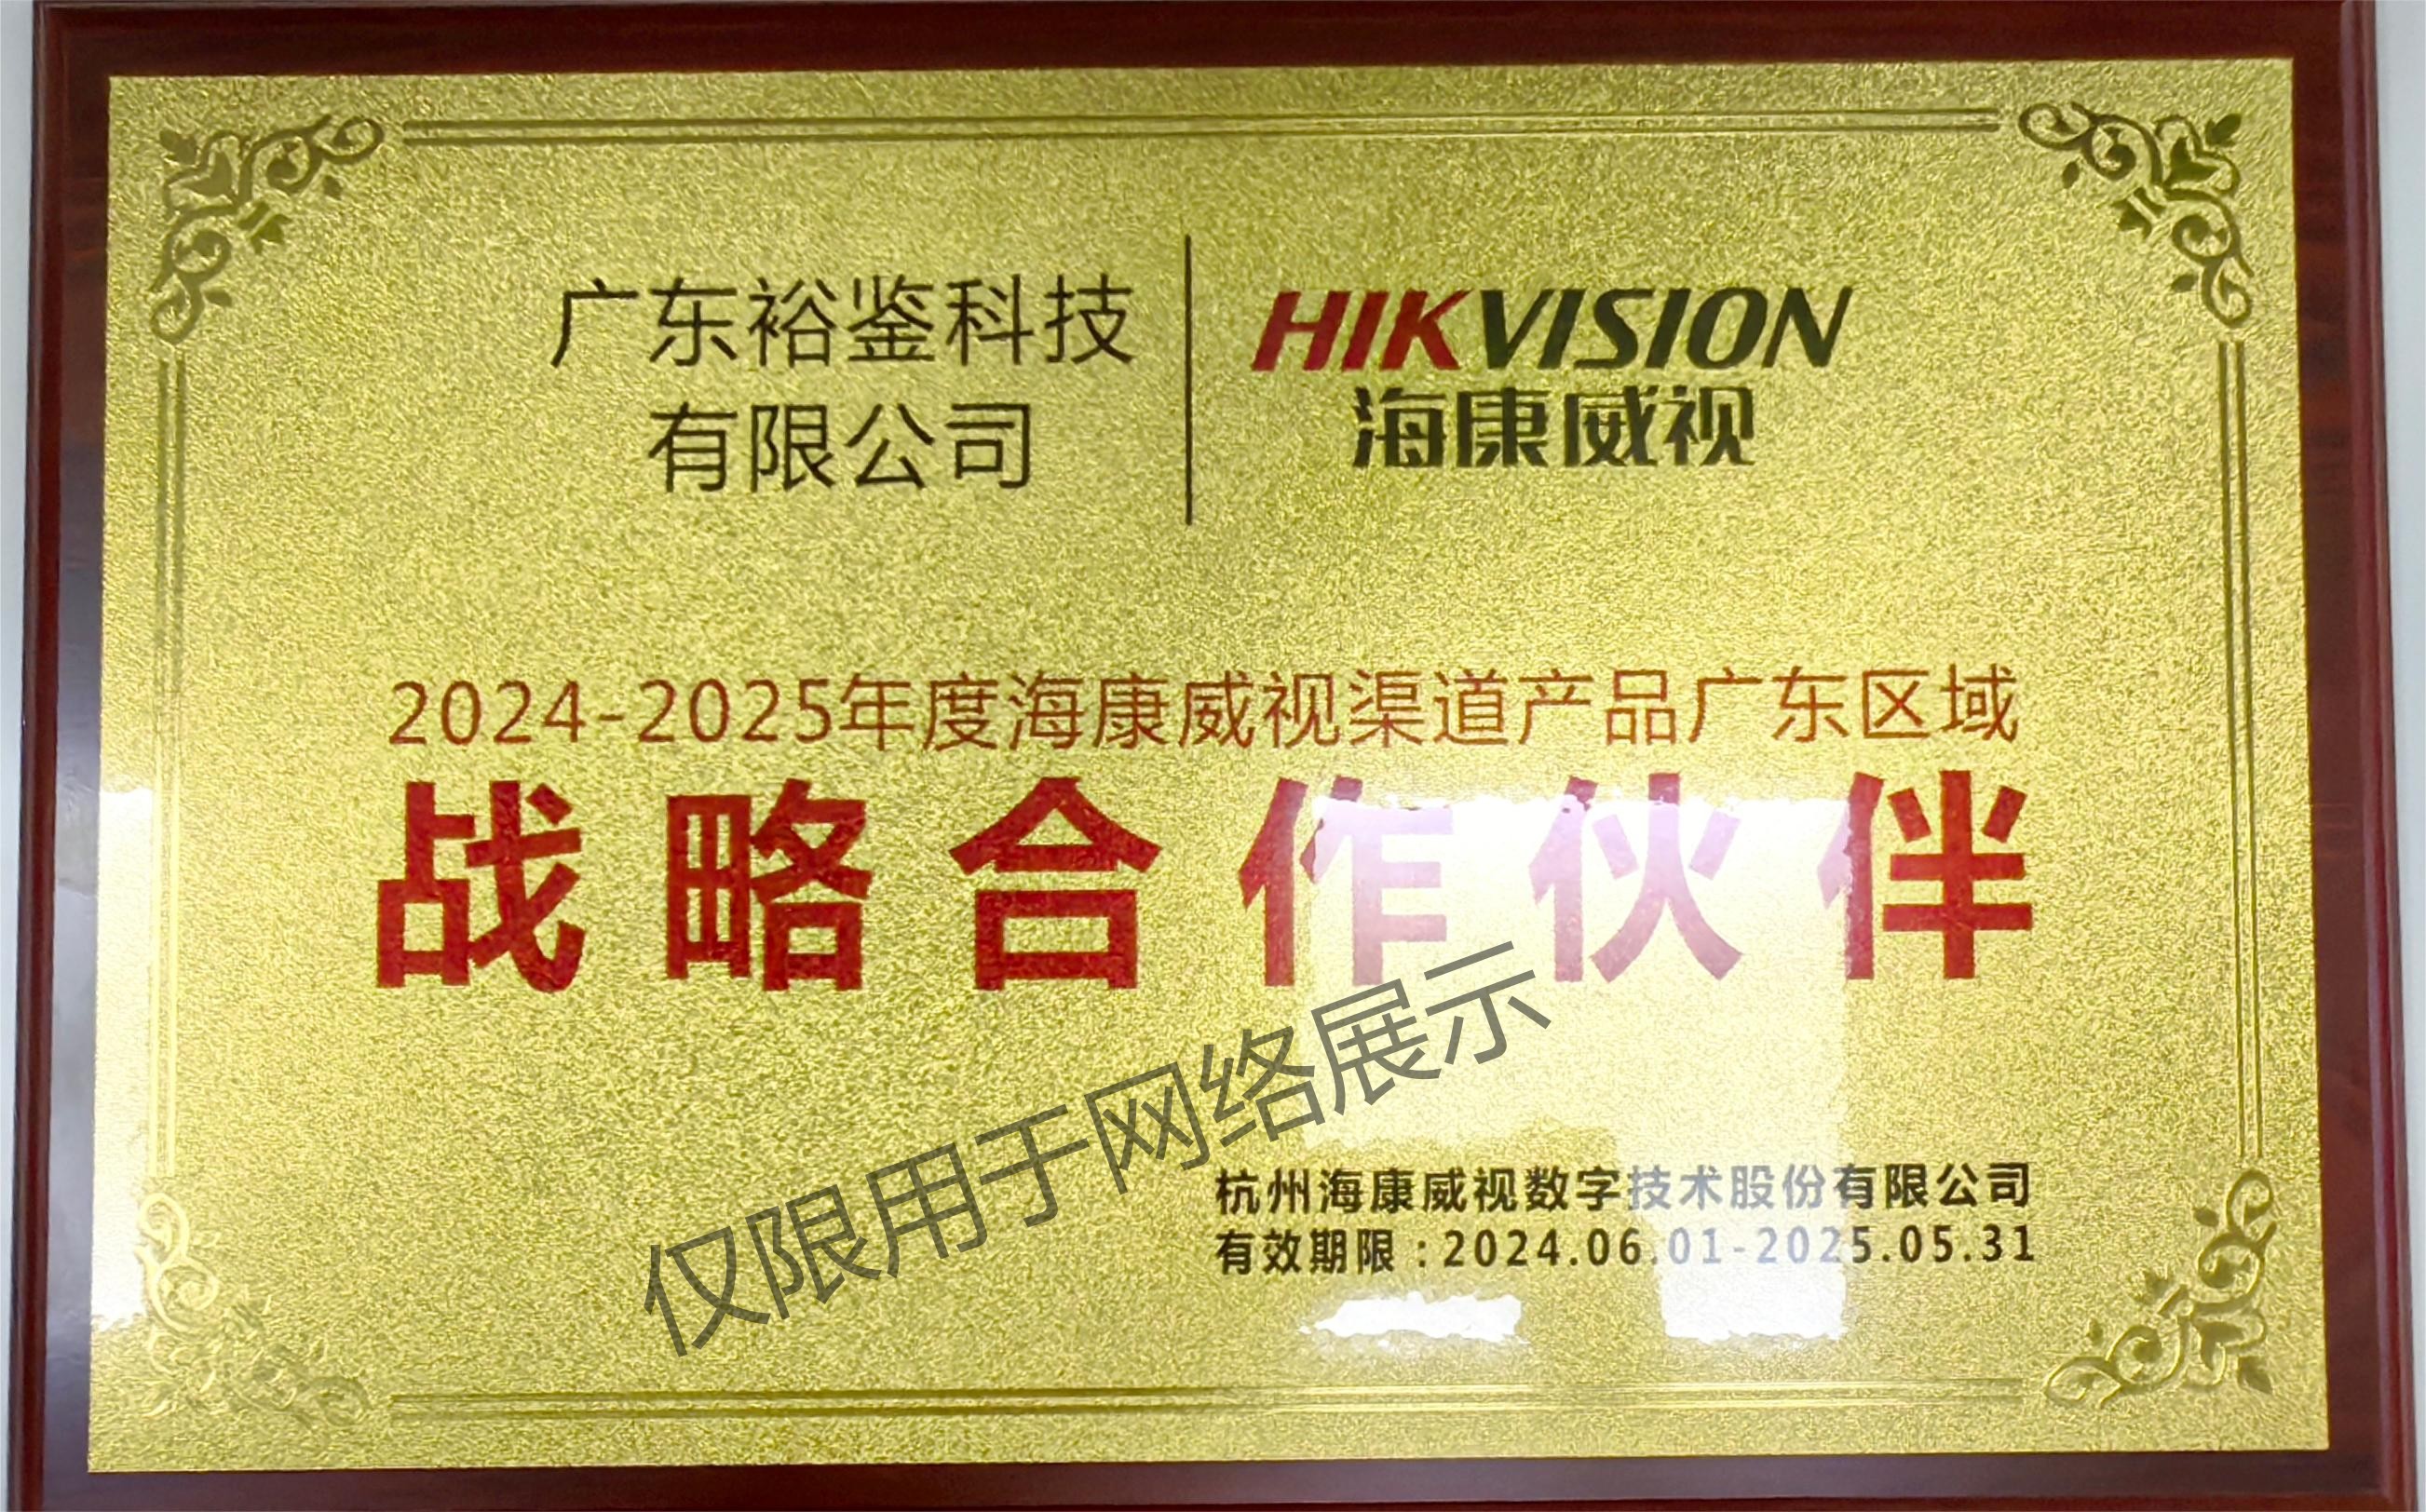 广东裕鉴科技
有限公司
HIKVISION
海康威视
2024-2025年度海康威视渠道产品广东区域
战略合作伙伴
仅限用于网络展示
杭州海康威视数字技术股份有限公司
有效期限:2024.06.01-2025.05.31